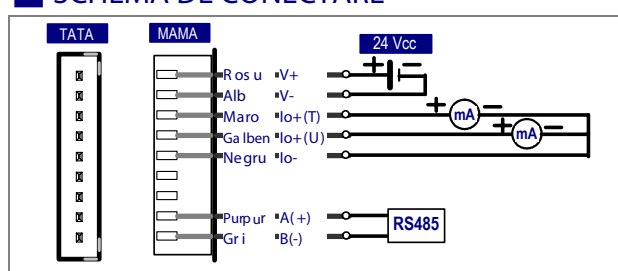 SCHEMA DE CONECTARE
TATA MAMA 24 Vcc
+ −
Rosu V+
Alb V-
Maro Io+(T) + mA −
Galben Io+(U) + mA −
Negru Io-
Purpur A(+) RS485
Gri B(-)